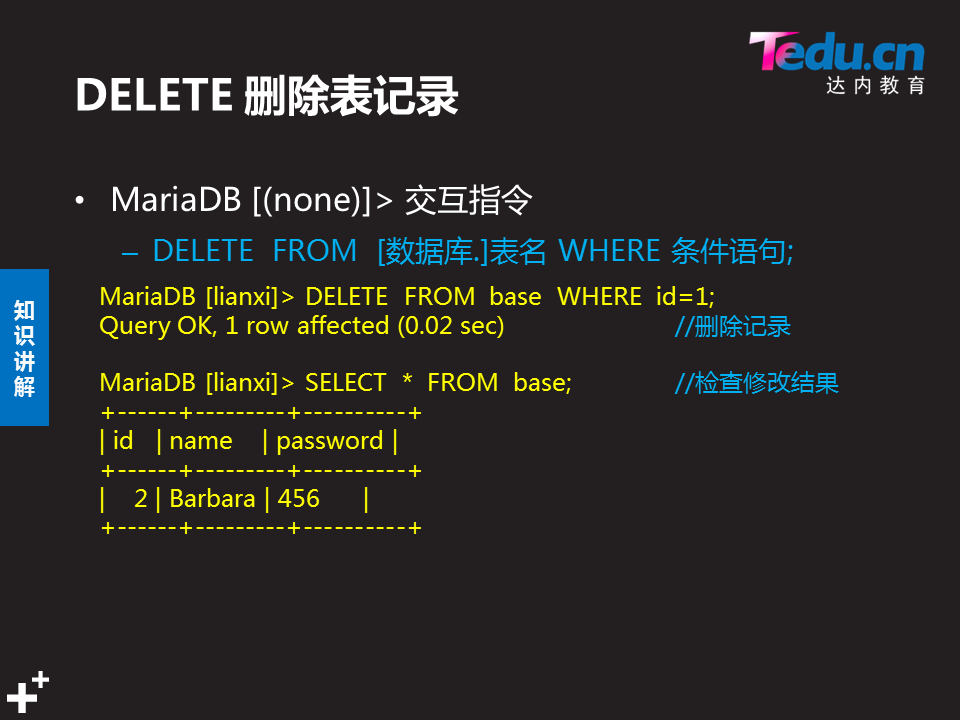 Tedu.cn
达内教育
DELETE 删除表记录
• MariaDB [(none)]> 交互指令
– DELETE FROM [数据库.]表名 WHERE 条件语句;
MariaDB [lianxi]> DELETE FROM base WHERE id=1;
Query OK, 1 row affected (0.02 sec) //删除记录
MariaDB [lianxi]> SELECT * FROM base; //检查修改结果
+------+---------+----------+
| id | name | password |
+------+---------+----------+
| 2 | Barbara | 456 |
+------+---------+----------+
知识讲解